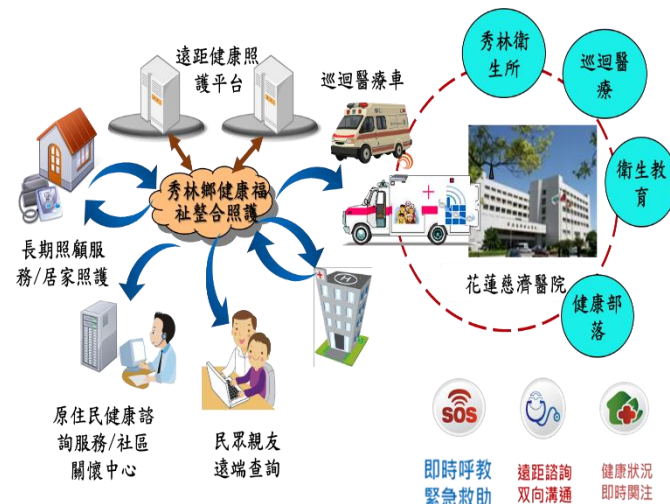 遠距健康照
護平台
巡迴醫療車
秀林衛
生所
巡迴醫
療
衛生教
育
健康部
落
秀林鄉健康福
祉整合照護
長期照顧服
務/居家照護
花蓮慈濟醫院
H
原住民健康諮
詢服務/社區
關懷中心
民眾親友
遠端查詢
SOS
即時呼教
緊急救助
遠距諮詢
双向溝通
健康狀況
即時関注